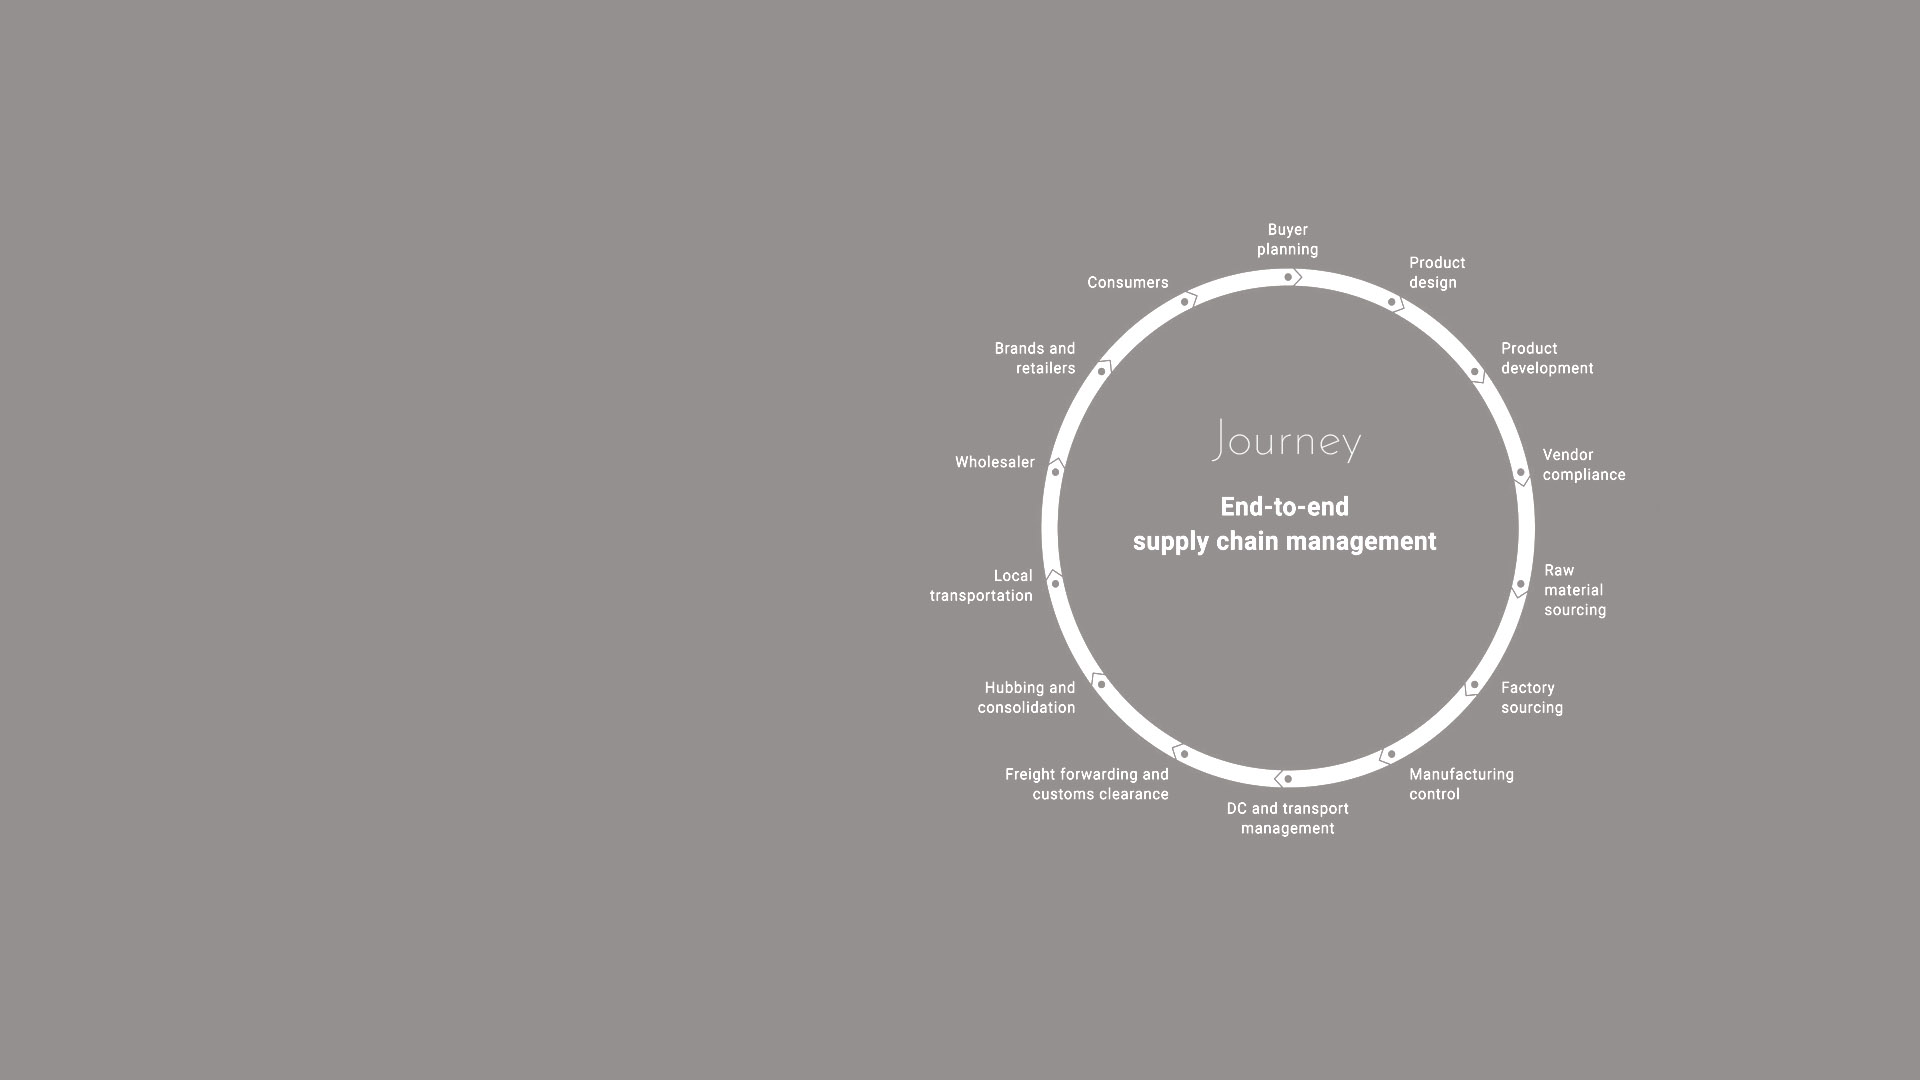 Buyer
planning
Product
design
Product
development
Vendor
compliance
Raw
material
sourcing
Factory
sourcing
Manufacturing
control
DC and transport
management
Freight forwarding and
customs clearance
Hubbing and
consolidation
Local
transportation
Wholesaler
Brands and
retailers
Consumers
Journey
End-to-end
supply chain management